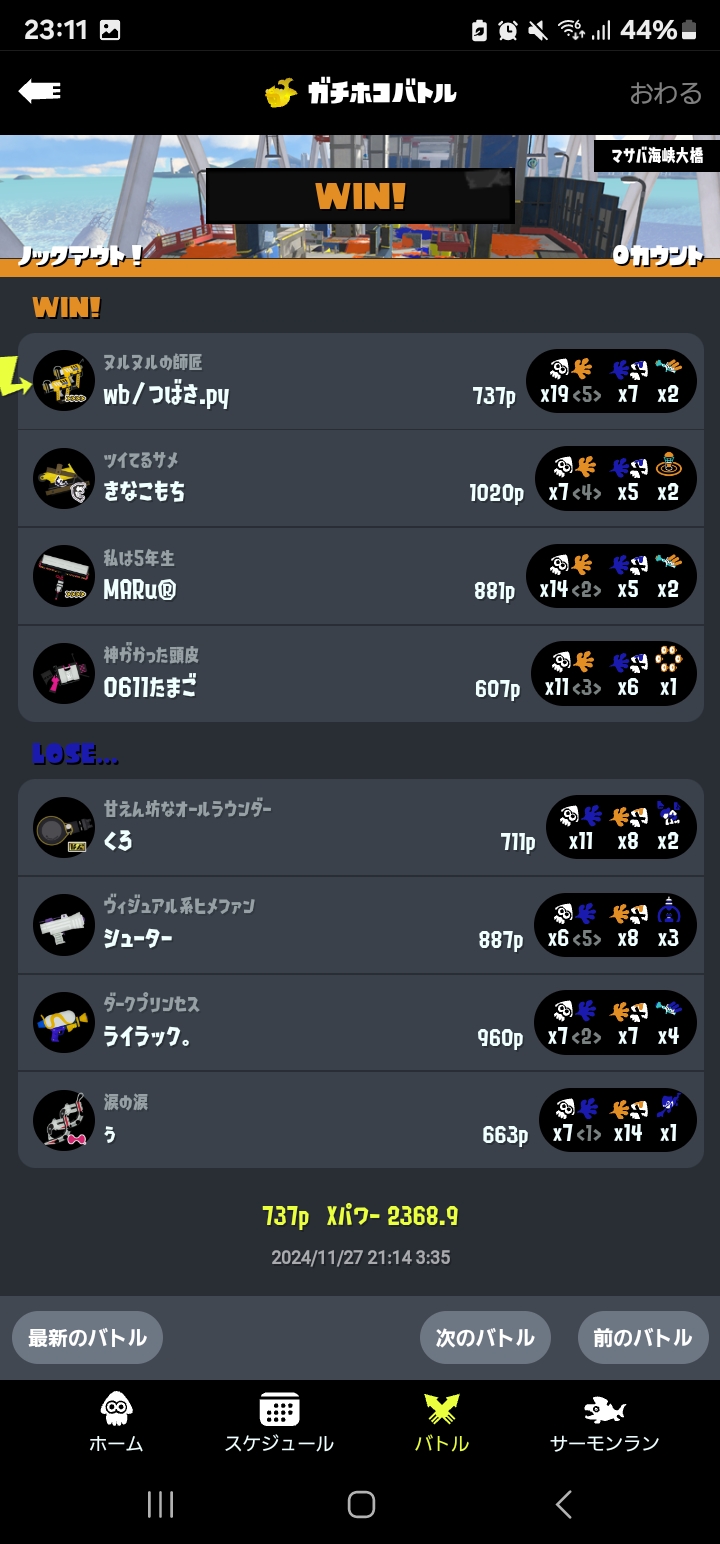 23:11 44%
ガチホコバトル おわる
マサバ海峡大橋
WIN!
ノックアウト! 0カウント
WIN!
ヌルヌルの師匠
wb/つばさ.py 737p x19 <5> x7 x2
ツイてるサメ
きなこもち 1020p x7 <4> x5 x2
私は5年生
MARu® 881p x14 <2> x5 x2
神がかった頭皮
0611たまご 607p x11 <3> x6 x1
LOSE...
甘えん坊なオールラウンダー
くろ 711p x11 x8 x2
ヴィジュアル系ヒメファン
シューター 887p x6 <5> x8 x3
ダークプリンセス
ライラック。 960p x7 <2> x7 x4
涙の涙
う 663p x7 <1> x14 x1
737p Xパワー 2368.9
2024/11/27 21:14 3:35
最新のバトル 次のバトル 前のバトル
ホーム スケジュール バトル サーモンラン